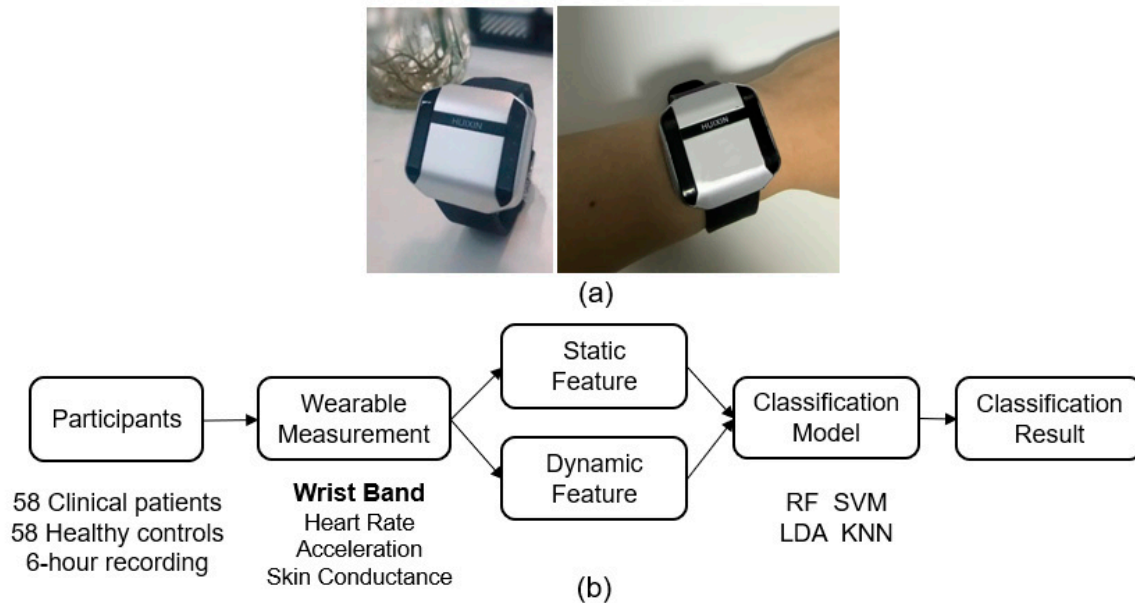 HUIXIN
HUIXIN
(a)
Participants
58 Clinical patients
58 Healthy controls
6-hour recording
Wearable
Measurement
Wrist Band
Heart Rate
Acceleration
Skin Conductance
Static
Feature
Dynamic
Feature
Classification
Model
RF SVM
LDA KNN
Classification
Result
(b)